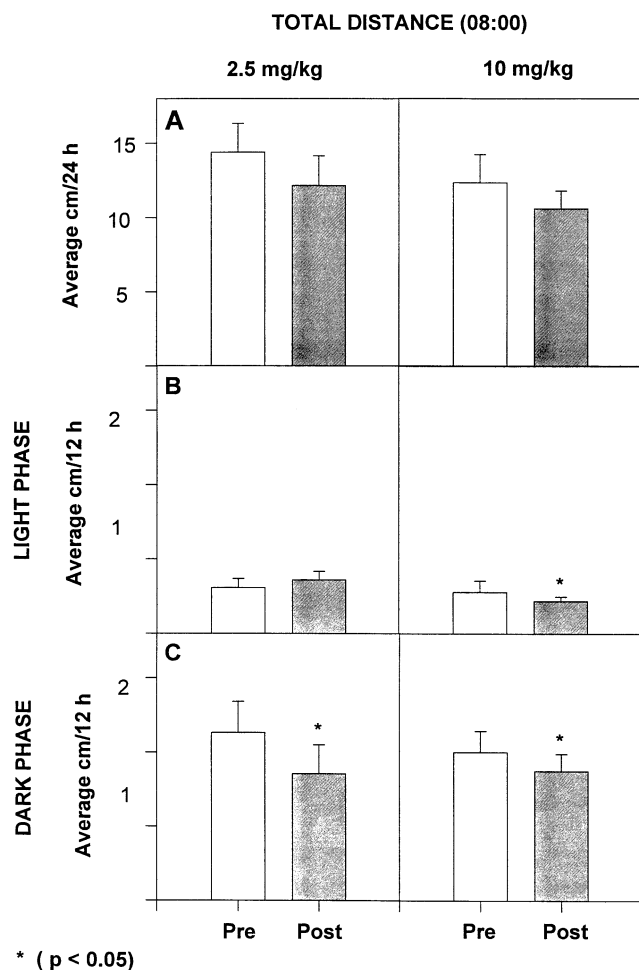 TOTAL DISTANCE (08:00)
2.5 mg/kg
10 mg/kg
A
Average cm/24 h
15
10
5
B
LIGHT PHASE
Average cm/12 h
2
1
*
C
DARK PHASE
Average cm/12 h
2
1
*
*
Pre
Post
Pre
Post
* ( p < 0.05)